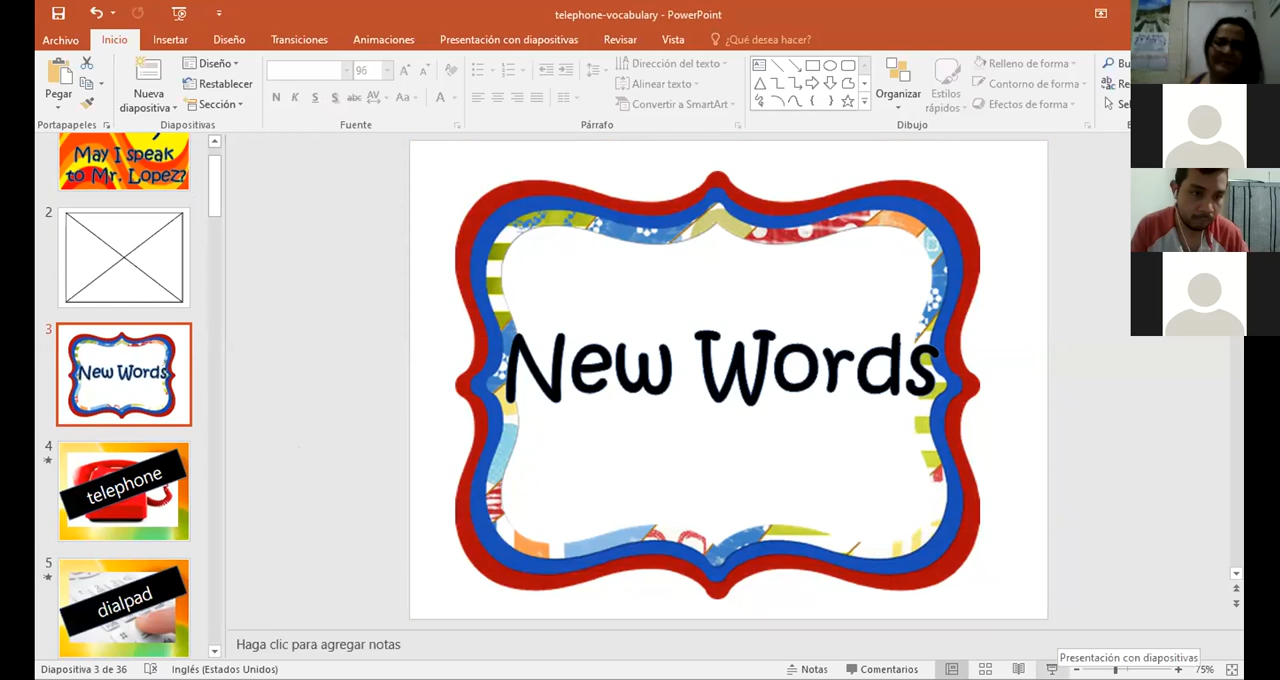 telephone-vocabulary - PowerPoint
Archivo Inicio Insertar Diseño Transiciones Animaciones Presentación con diapositivas Revisar Vista ¿Qué desea hacer?
Pegar
Portapapeles
Nueva diapositiva
Diseño
Restablecer
Sección
Diapositivas
96
N K S S abc AV Aa A
Fuente
Dirección del texto
Alinear texto
Convertir a SmartArt
Párrafo
Organizar
Estilos rápidos
Relleno de forma
Contorno de forma
Efectos de forma
Dibujo
Bu
Re
Sel
May I speak
to Mr. Lopez?
2
3
New Words
4
telephone
5
dialpad
New Words
Haga clic para agregar notas
Presentación con diapositivas
Diapositiva 3 de 36 Inglés (Estados Unidos) Notas Comentarios 75%